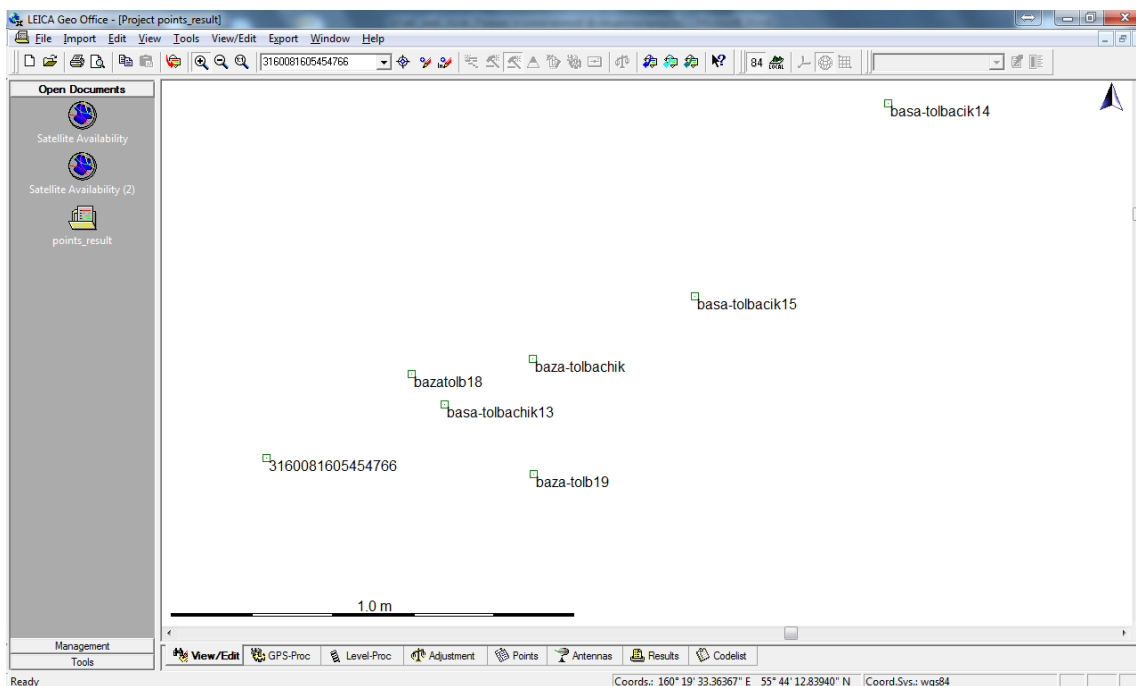 LEICA Geo Office - [Project points_result]
File Import Edit View Tools View/Edit Export Window Help
3160081605454766
84
LOCAL
Open Documents
Satellite Availability
Satellite Availability (2)
points_result
basa-tolbacik14
basa-tolbacik15
baza-tolbachik
bazatolb18
basa-tolbachik13
3160081605454766
baza-tolb19
1.0 m
Management
Tools
View/Edit GPS-Proc Level-Proc Adjustment Points Antennas Results Codelist
Ready Coords.: 160° 19' 33.36367" E 55° 44' 12.83940" N Coord.Sys.: wgs84